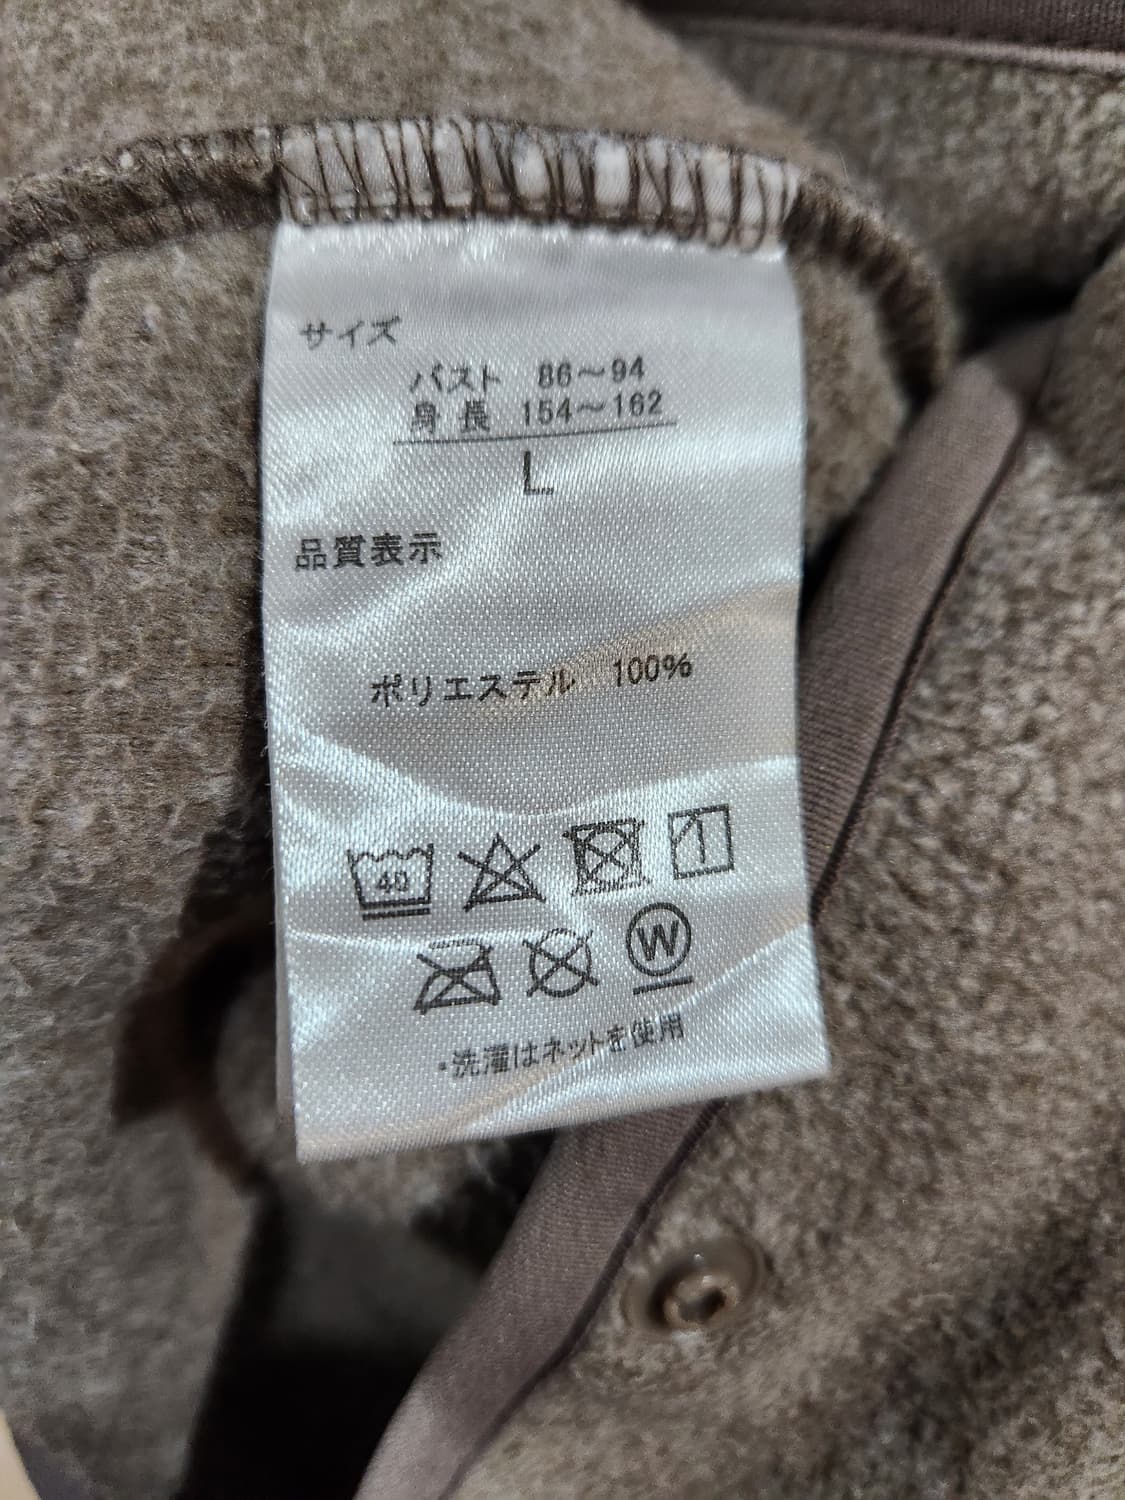 サイズ
バスト 86～94
身長 154～162
L
品質表示
ポリエステル 100%
40
W
・洗濯はネットを使用